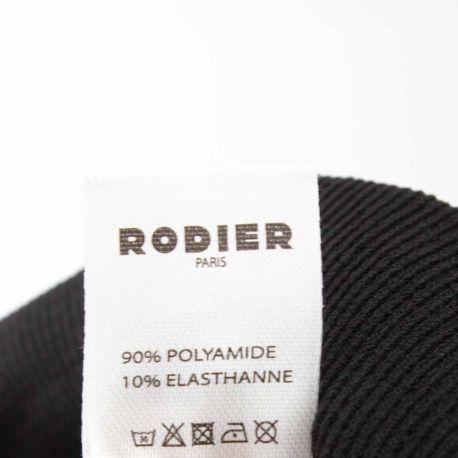 RODIER
PARIS
90% POLYAMIDE
10% ELASTHANNE